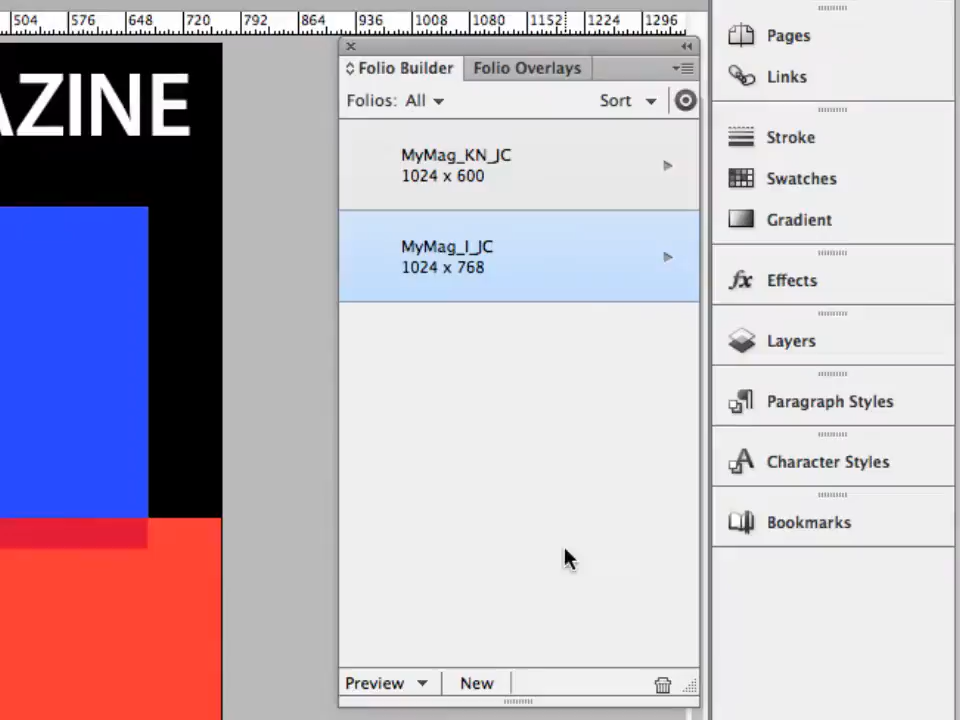 504 576 648 720 792 864 936 1008 1080 1152 1224 1296
AZINE
Folio Builder Folio Overlays
Folios: All Sort
MyMag_KN_JC
1024 x 600
MyMag_I_JC
1024 x 768
Preview New
Pages
Links
Stroke
Swatches
Gradient
fx Effects
Layers
Paragraph Styles
Character Styles
Bookmarks